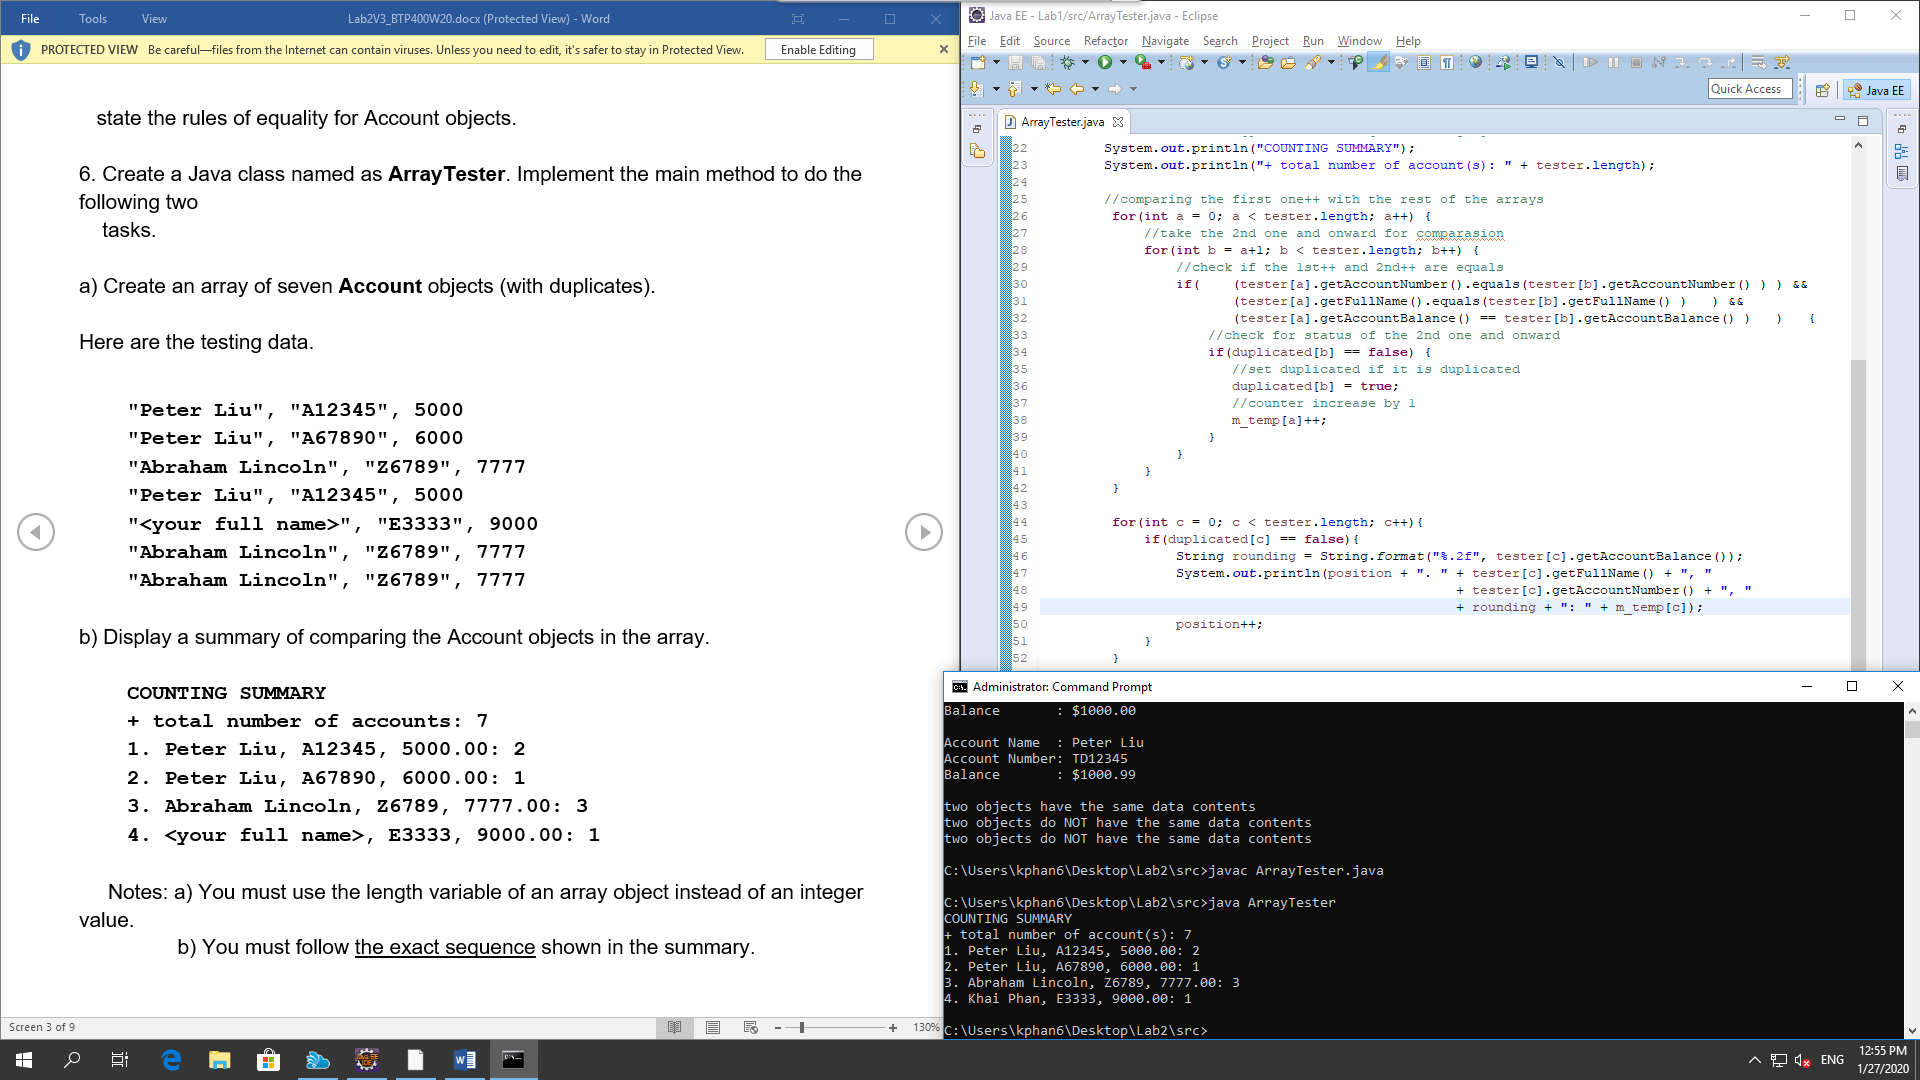 File Tools View Lab2V3_BTP400W20.docx (Protected View) - Word
PROTECTED VIEW Be careful—files from the Internet can contain viruses. Unless you need to edit, it's safer to stay in Protected View. Enable Editing
state the rules of equality for Account objects.
6. Create a Java class named as ArrayTester. Implement the main method to do the
following two
tasks.
a) Create an array of seven Account objects (with duplicates).
Here are the testing data.
"Peter Liu", "A12345", 5000
"Peter Liu", "A67890", 6000
"Abraham Lincoln", "Z6789", 7777
"Peter Liu", "A12345", 5000
"<your full name>", "E3333", 9000
"Abraham Lincoln", "Z6789", 7777
"Abraham Lincoln", "Z6789", 7777
b) Display a summary of comparing the Account objects in the array.
COUNTING SUMMARY
+ total number of accounts: 7
1. Peter Liu, A12345, 5000.00: 2
2. Peter Liu, A67890, 6000.00: 1
3. Abraham Lincoln, Z6789, 7777.00: 3
4. <your full name>, E3333, 9000.00: 1
Notes: a) You must use the length variable of an array object instead of an integer
value.
b) You must follow the exact sequence shown in the summary.
Screen 3 of 9 130%
Java EE - Lab1/src/ArrayTester.java - Eclipse
File Edit Source Refactor Navigate Search Project Run Window Help
Quick Access Java EE
ArrayTester.java
22 System.out.println("COUNTING SUMMARY");
23 System.out.println("+ total number of account(s): " + tester.length);
24
25 //comparing the first one++ with the rest of the arrays
26 for(int a = 0; a < tester.length; a++) {
27 //take the 2nd one and onward for comparasion
28 for(int b = a+1; b < tester.length; b++) {
29 //check if the 1st++ and 2nd++ are equals
30 if( (tester[a].getAccountNumber().equals(tester[b].getAccountNumber() ) ) &&
31 (tester[a].getFullName().equals(tester[b].getFullName() ) ) &&
32 (tester[a].getAccountBalance() == tester[b].getAccountBalance() ) ) {
33 //check for status of the 2nd one and onward
34 if(duplicated[b] == false) {
35 //set duplicated if it is duplicated
36 duplicated[b] = true;
37 //counter increase by 1
38 m_temp[a]++;
39 }
40 }
41 }
42 }
43
44 for(int c = 0; c < tester.length; c++){
45 if(duplicated[c] == false){
46 String rounding = String.format("%.2f", tester[c].getAccountBalance());
47 System.out.println(position + ". " + tester[c].getFullName() + ", "
48 + tester[c].getAccountNumber() + ", "
49 + rounding + ": " + m_temp[c]);
50 position++;
51 }
52 }
Administrator: Command Prompt
Balance : $1000.00
Account Name : Peter Liu
Account Number: TD12345
Balance : $1000.99
two objects have the same data contents
two objects do NOT have the same data contents
two objects do NOT have the same data contents
C:\Users\kphan6\Desktop\Lab2\src>javac ArrayTester.java
C:\Users\kphan6\Desktop\Lab2\src>java ArrayTester
COUNTING SUMMARY
+ total number of account(s): 7
1. Peter Liu, A12345, 5000.00: 2
2. Peter Liu, A67890, 6000.00: 1
3. Abraham Lincoln, Z6789, 7777.00: 3
4. Khai Phan, E3333, 9000.00: 1
C:\Users\kphan6\Desktop\Lab2\src>
ENG 12:55 PM
1/27/2020